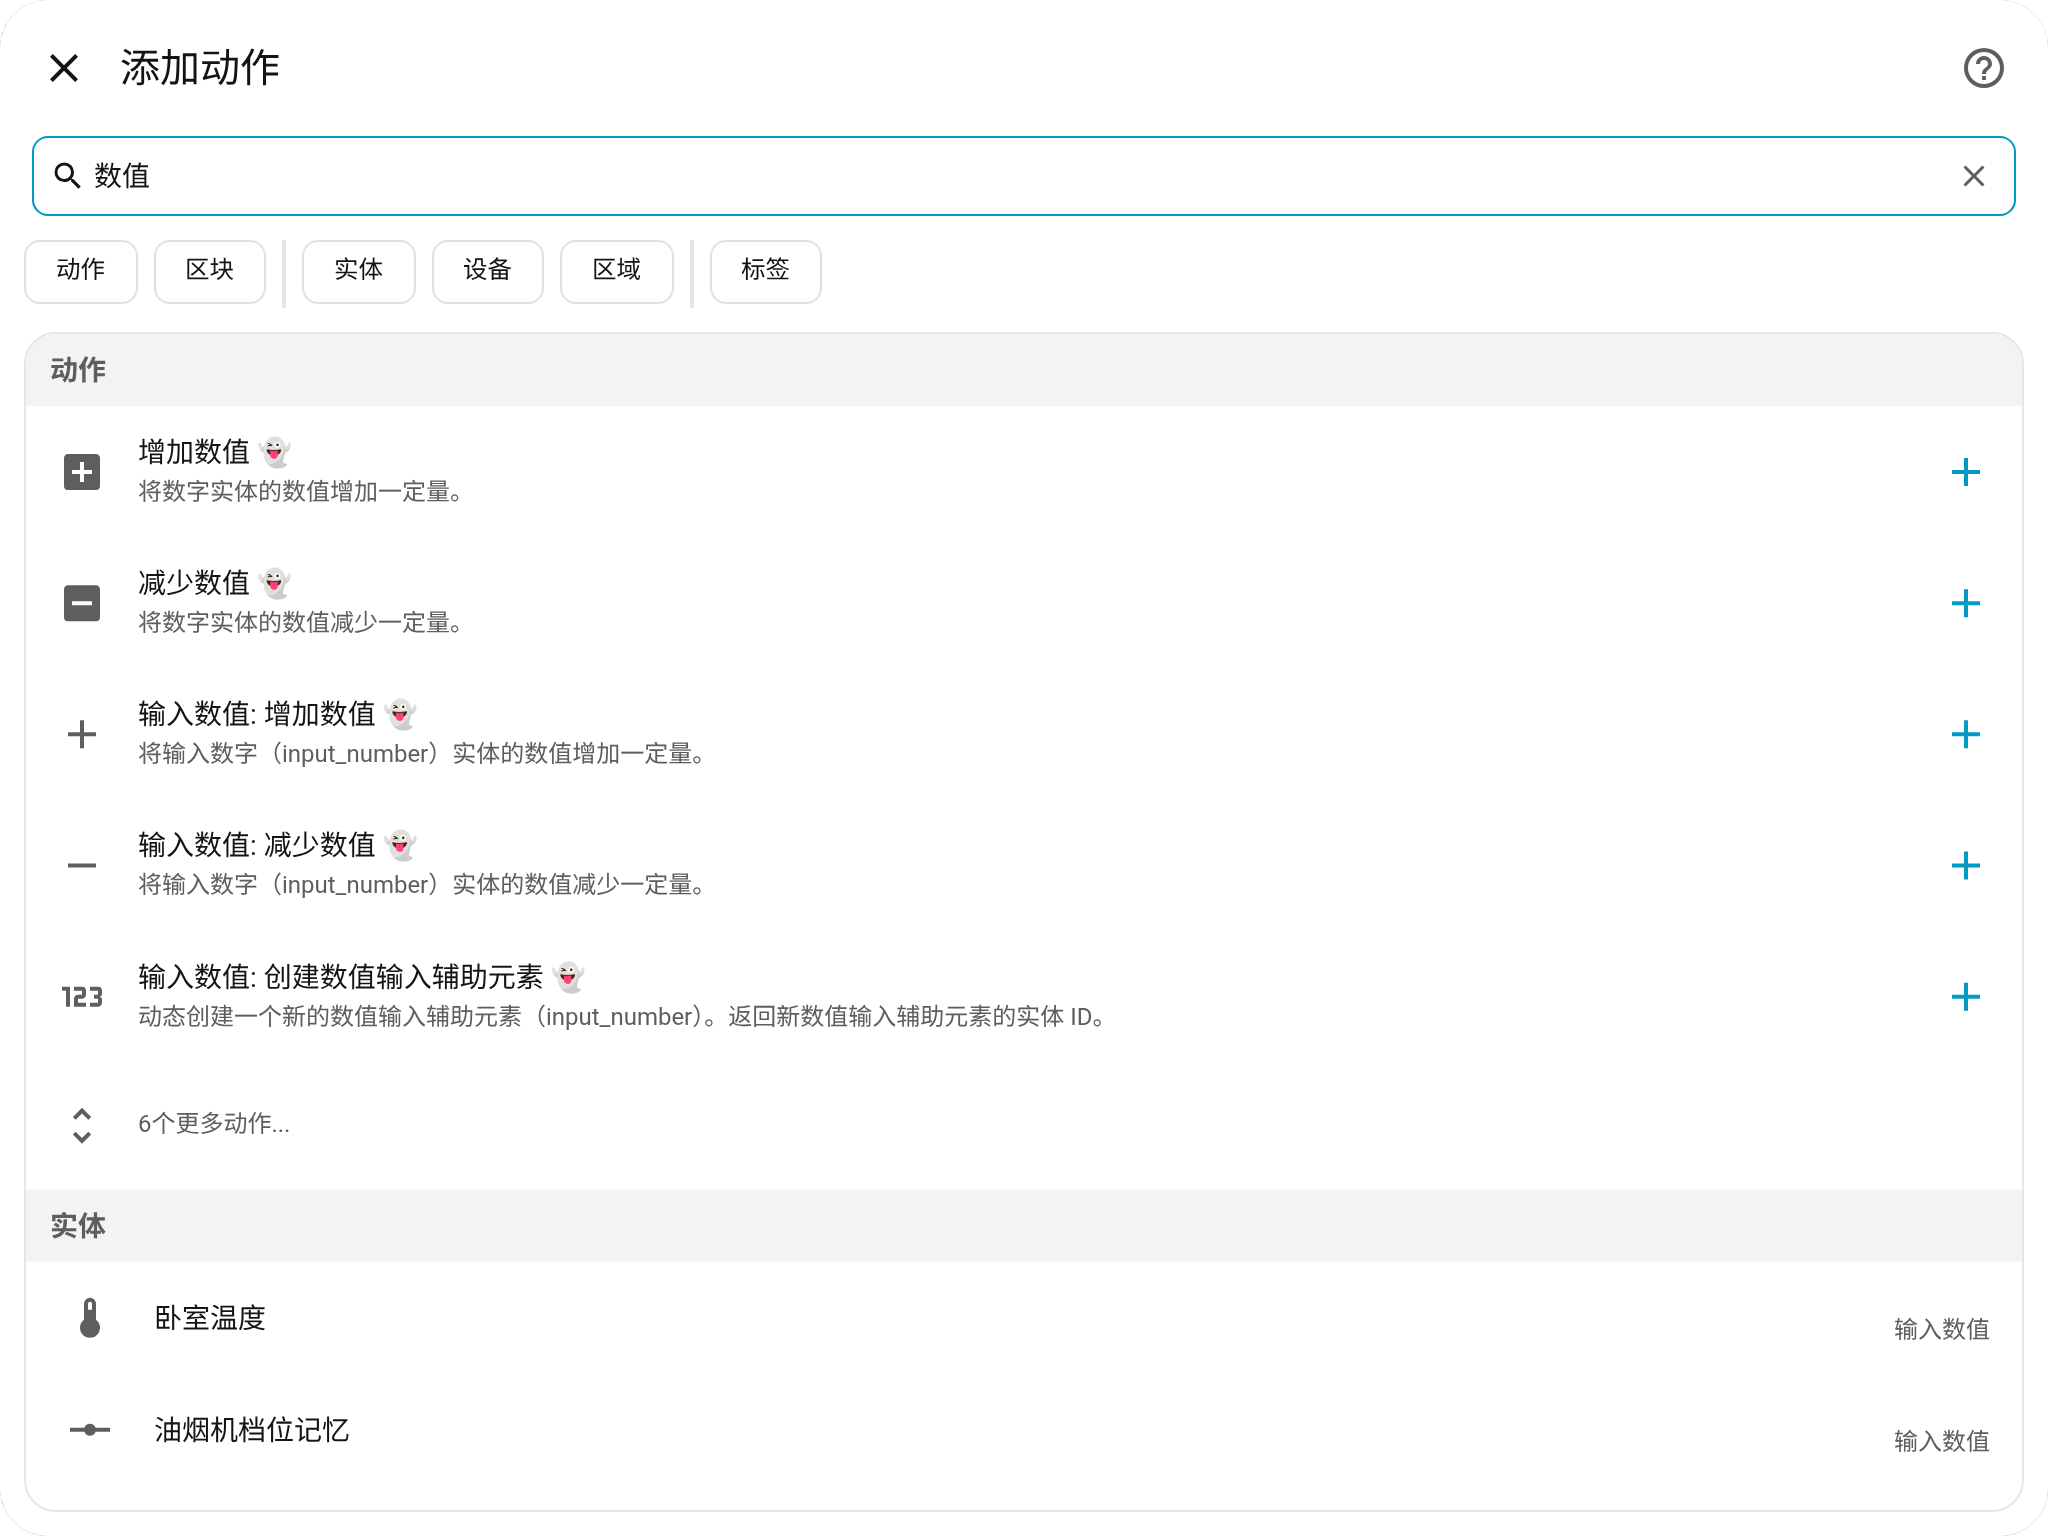 添加动作
数值
动作
区块
实体
设备
区域
标签
动作
增加数值 👻
将数字实体的数值增加一定量。
减少数值 👻
将数字实体的数值减少一定量。
输入数值: 增加数值 👻
将输入数字（input_number）实体的数值增加一定量。
输入数值: 减少数值 👻
将输入数字（input_number）实体的数值减少一定量。
123
输入数值: 创建数值输入辅助元素 👻
动态创建一个新的数值输入辅助元素（input_number）。返回新数值输入辅助元素的实体 ID。
6个更多动作...
实体
卧室温度
输入数值
油烟机档位记忆
输入数值